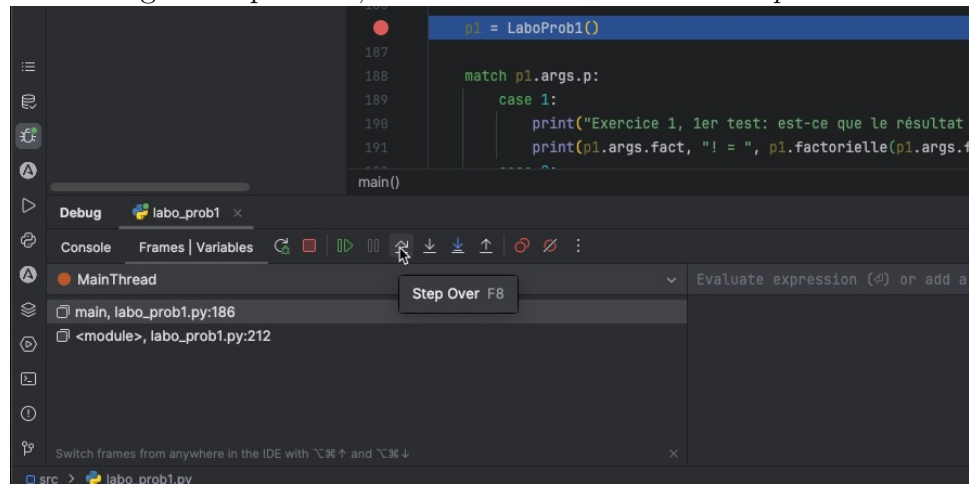 p1 = LaboProb1()
187
188 match p1.args.p:
189 case 1:
190 print("Exercice 1, 1er test: est-ce que le résultat
191 print(p1.args.fact, "! = ", p1.factorielle(p1.args.f
main()
Debug labo_prob1
Console Frames | Variables
MainThread Evaluate expression (⏎) or add a
Step Over F8
main, labo_prob1.py:186
<module>, labo_prob1.py:212
Switch frames from anywhere in the IDE with ⌥⌘↑ and ⌥⌘↓
src > labo_prob1.py